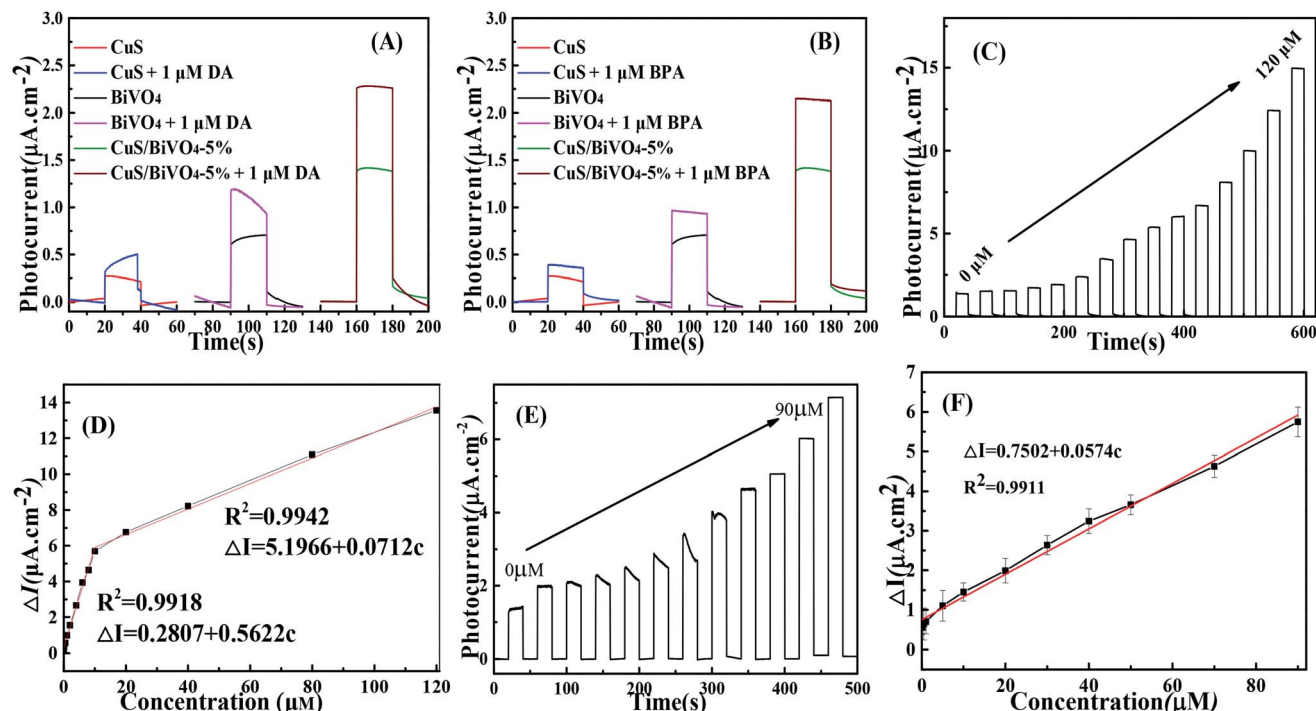 (A)
CuS
CuS + 1 μM DA
BiVO4
BiVO4 + 1 μM DA
CuS/BiVO4-5%
CuS/BiVO4-5% + 1 μM DA
Photocurrent(μA.cm-2)
3.0
2.5
2.0
1.5
1.0
0.5
0.0
0 20 40 60 80 100 120 140 160 180 200
Time(s)
(B)
CuS
CuS + 1 μM BPA
BiVO4
BiVO4 + 1 μM BPA
CuS/BiVO4-5%
CuS/BiVO4-5% + 1 μM BPA
Photocurrent(μA.cm-2)
3.0
2.5
2.0
1.5
1.0
0.5
0.0
0 20 40 60 80 100 120 140 160 180 200
Time(s)
(C)
120 μM
0 μM
Photocurrent(μA.cm-2)
15
10
5
0
0 200 400 600
Time(s)
(D)
R2=0.9942
△I=5.1966+0.0712c
R2=0.9918
△I=0.2807+0.5622c
△I(μA.cm-2)
14
12
10
8
6
4
2
0
0 20 40 60 80 100 120
Concentration (μM)
(E)
90μM
0μM
Photocurrent(μA.cm-2)
6
4
2
0
0 100 200 300 400 500
Time(s)
(F)
△I=0.7502+0.0574c
R2=0.9911
△I(μA.cm2)
7
6
5
4
3
2
1
0
0 20 40 60 80
Concentration(μM)